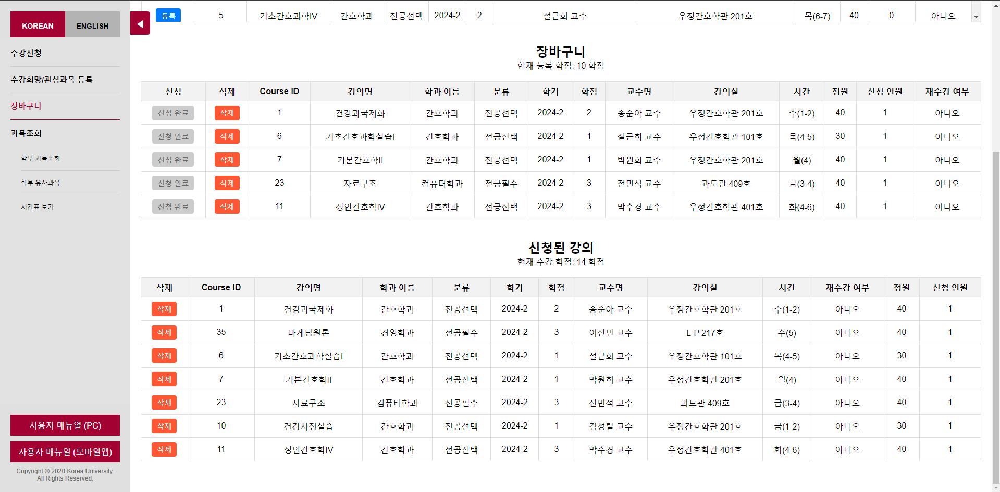 KOREAN ENGLISH
수강신청
수강희망/관심과목 등록
장바구니
과목조회
학부 과목조회
학부 유사과목
시간표 보기
사용자 매뉴얼 (PC)
사용자 매뉴얼 (모바일앱)
Copyright © 2020 Korea University.
All Rights Reserved.
등록 5 기초간호과학IV 간호학과 전공선택 2024-2 2 설근희 교수 우정간호학관 201호 목(6-7) 40 0 아니오
장바구니
현재 등록 학점: 10 학점
신청 삭제 Course ID 강의명 학과 이름 분류 학기 학점 교수명 강의실 시간 정원 신청 인원 재수강 여부
신청 완료 삭제 1 건강과국제화 간호학과 전공선택 2024-2 2 송준아 교수 우정간호학관 201호 수(1-2) 40 1 아니오
신청 완료 삭제 6 기초간호과학실습I 간호학과 전공선택 2024-2 1 설근희 교수 우정간호학관 101호 목(4-5) 30 1 아니오
신청 완료 삭제 7 기본간호학II 간호학과 전공선택 2024-2 1 박원희 교수 우정간호학관 201호 월(4) 40 1 아니오
신청 완료 삭제 23 자료구조 컴퓨터학과 전공필수 2024-2 3 전민석 교수 과도관 409호 금(3-4) 40 1 아니오
신청 완료 삭제 11 성인간호학IV 간호학과 전공선택 2024-2 3 박수경 교수 우정간호학관 401호 화(4-6) 40 1 아니오
신청된 강의
현재 수강 학점: 14 학점
삭제 Course ID 강의명 학과 이름 분류 학기 학점 교수명 강의실 시간 재수강 여부 정원 신청 인원
삭제 1 건강과국제화 간호학과 전공선택 2024-2 2 송준아 교수 우정간호학관 201호 수(1-2) 아니오 40 1
삭제 35 마케팅원론 경영학과 전공필수 2024-2 3 이선민 교수 L-P 217호 수(5) 아니오 40 1
삭제 6 기초간호과학실습I 간호학과 전공선택 2024-2 1 설근희 교수 우정간호학관 101호 목(4-5) 아니오 30 1
삭제 7 기본간호학II 간호학과 전공선택 2024-2 1 박원희 교수 우정간호학관 201호 월(4) 아니오 40 1
삭제 23 자료구조 컴퓨터학과 전공필수 2024-2 3 전민석 교수 과도관 409호 금(3-4) 아니오 40 1
삭제 10 건강사정실습 간호학과 전공선택 2024-2 1 김성렬 교수 우정간호학관 201호 금(1-2) 아니오 30 1
삭제 11 성인간호학IV 간호학과 전공선택 2024-2 3 박수경 교수 우정간호학관 401호 화(4-6) 아니오 40 1